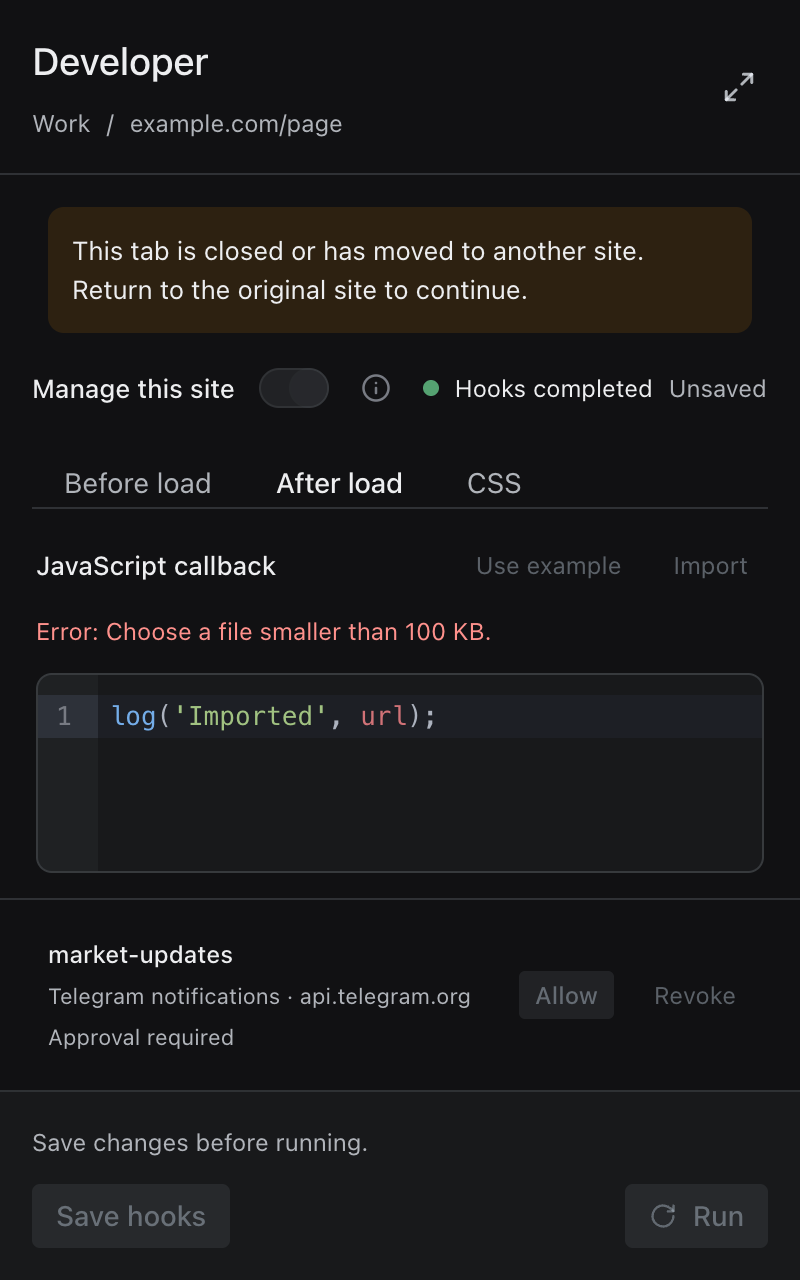 Developer
Work / example.com/page
This tab is closed or has moved to another site.
Return to the original site to continue.
Manage this site Hooks completed Unsaved
Before load After load CSS
JavaScript callback Use example Import
Error: Choose a file smaller than 100 KB.
1 log('Imported', url);
market-updates
Telegram notifications · api.telegram.org
Allow Revoke
Approval required
Save changes before running.
Save hooks Run